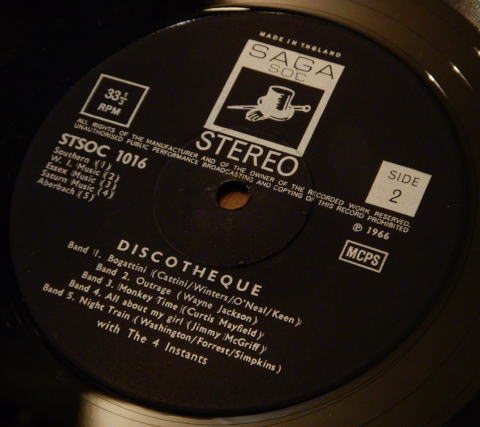 MADE IN ENGLAND
SAGA
SOC
33 1/3
RPM
STEREO
ALL RIGHTS OF THE MANUFACTURER AND OF THE OWNER OF THE RECORDED WORK RESERVED.
UNAUTHORISED PUBLIC PERFORMANCE BROADCASTING AND COPYING OF THIS RECORD PROHIBITED
STSOC 1016
Southern (1)
W. I. Music (2)
Essex Music (3)
Saturn Music (4)
Aberbach (5)
SIDE
2
℗ 1966
MCPS
DISCOTHEQUE
Band 1. Bogattini (Cattini/Winters/O'Neal/Keen)
Band 2. Outrage (Wayne Jackson)
Band 3. Monkey Time (Curtis Mayfield)
Band 4. All about my girl (Jimmy McGriff)
Band 5. Night Train (Washington/Forrest/Simpkins)
with The 4 Instants